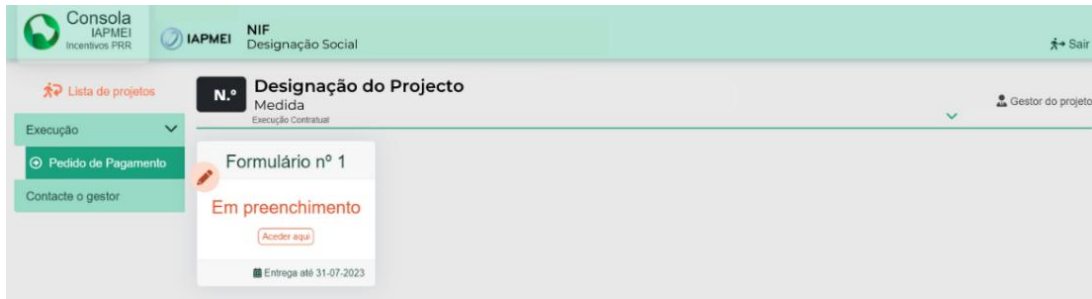 Consola
IAPMEI
Incentivos PRR
IAPMEI
NIF
Designação Social
Sair
Lista de projetos
N.º
Designação do Projecto
Medida
Execução Contratual
Gestor do projeto
Execução
Pedido de Pagamento
Contacte o gestor
Formulário nº 1
Em preenchimento
Aceder aqui
Entrega até 31-07-2023